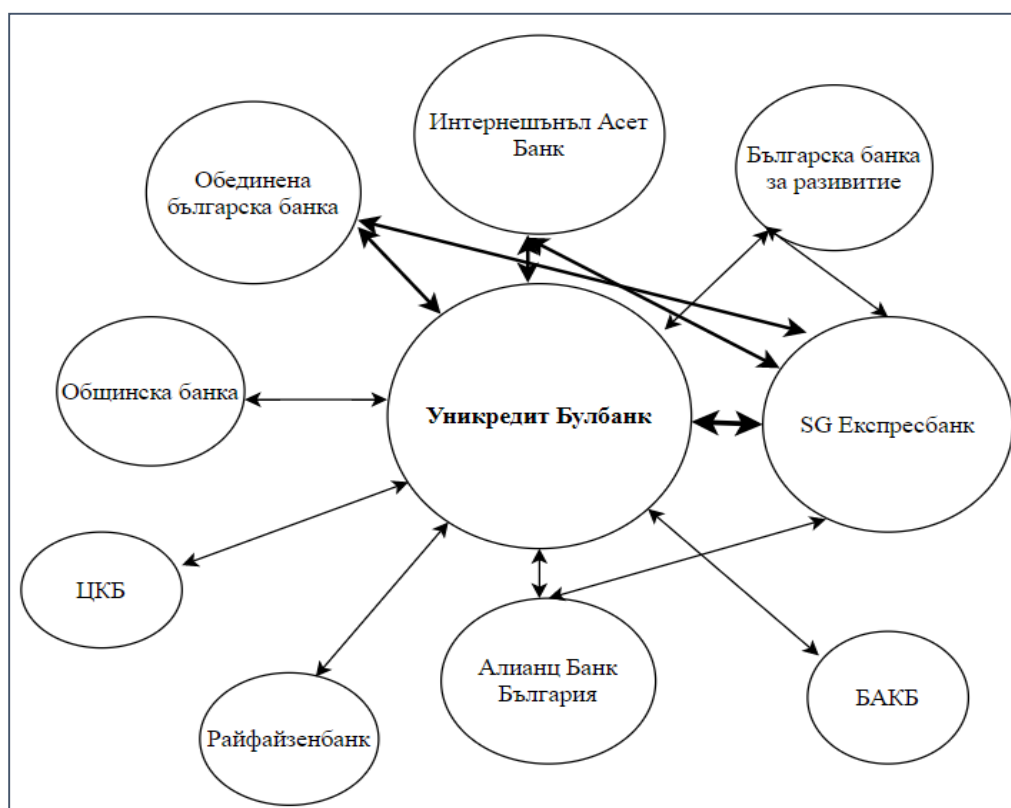 Интернешънъл Асет
Банк
Българска банка
за разивитие
Обединена
българска банка
Общинска банка
Уникредит Булбанк
SG Експресбанк
ЦКБ
Алианц Банк
България
БАКБ
Райфайзенбанк